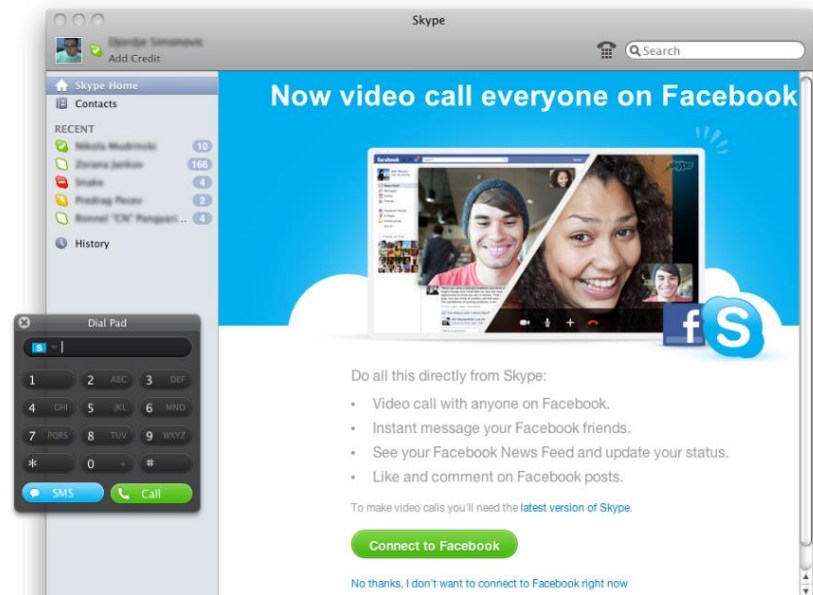 Skype
Add Credit
Search
Skype Home
Contacts
RECENT
10
166
4
2
4
History
Now video call everyone on Facebook
facebook
skype
Dial Pad
1
2 ABC
3 DEF
4 GHI
5 JKL
6 MNO
7 PQRS
8 TUV
9 WXYZ
*
0 +
#
SMS
Call
Do all this directly from Skype:
• Video call with anyone on Facebook.
• Instant message your Facebook friends.
• See your Facebook News Feed and update your status.
• Like and comment on Facebook posts.
To make video calls you'll need the latest version of Skype.
Connect to Facebook
No thanks, I don't want to connect to Facebook right now